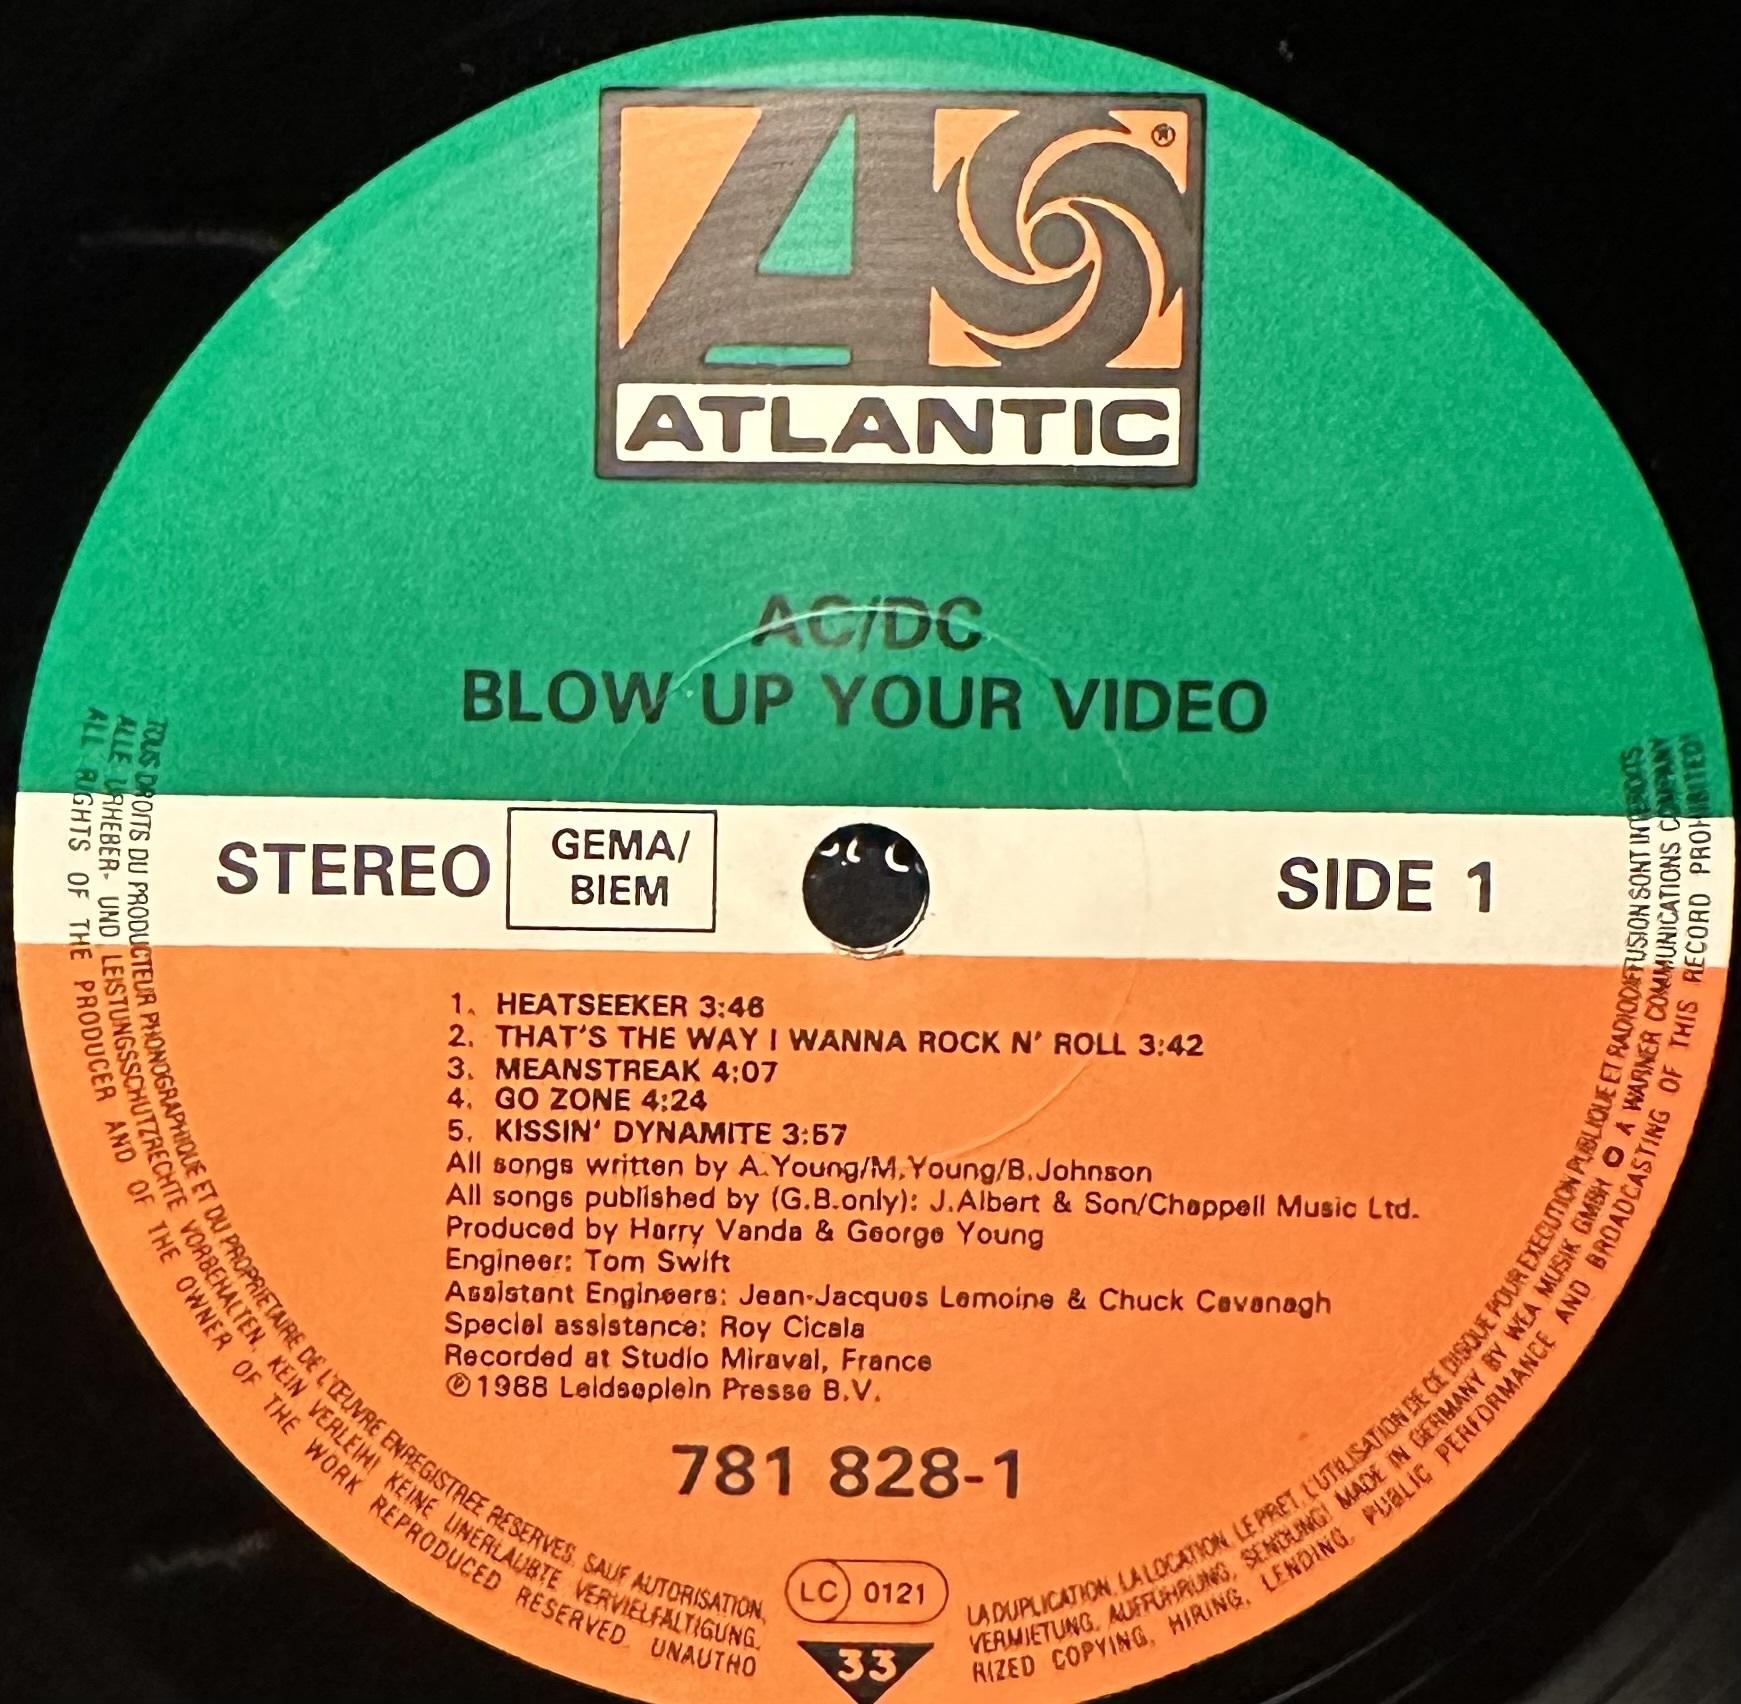 ®
ATLANTIC
AC/DC
BLOW UP YOUR VIDEO
STEREO
GEMA/
BIEM
SIDE 1
1. HEATSEEKER 3:46
2. THAT'S THE WAY I WANNA ROCK N' ROLL 3:42
3. MEANSTREAK 4:07
4. GO ZONE 4:24
5. KISSIN' DYNAMITE 3:57
All songs written by A.Young/M.Young/B.Johnson
All songs published by (G.B.only): J.Albert & Son/Chappell Music Ltd.
Produced by Harry Vanda & George Young
Engineer: Tom Swift
Assistant Engineers: Jean-Jacques Lemoine & Chuck Cavanagh
Special assistance: Roy Cicala
Recorded at Studio Miraval, France
℗1988 Leidseplein Presse B.V.
781 828-1
LC 0121
33
TOUS DROITS DU PRODUCTEUR PHONOGRAPHIQUE ET DU PROPRIETAIRE DE L'ŒUVRE ENREGISTREE RESERVES. SAUF AUTORISATION, LA DUPLICATION, LA LOCATION, LE PRET, L'UTILISATION DE CE DISQUE POUR EXECUTION PUBLIQUE ET RADIODIFFUSION SONT INTERDITS
ALLE URHEBER- UND LEISTUNGSSCHUTZRECHTE VORBEHALTEN. KEIN VERLEIH! KEINE UNERLAUBTE VERVIELFÄLTIGUNG, VERMIETUNG, AUFFÜHRUNG, SENDUNG! MADE IN GERMANY BY WEA MUSIK GMBH O A WARNER COMMUNICATIONS COMPANY
ALL RIGHTS OF THE PRODUCER AND OF THE OWNER OF THE WORK REPRODUCED RESERVED. UNAUTHORIZED COPYING, HIRING, LENDING, PUBLIC PERFORMANCE AND BROADCASTING OF THIS RECORD PROHIBITED!